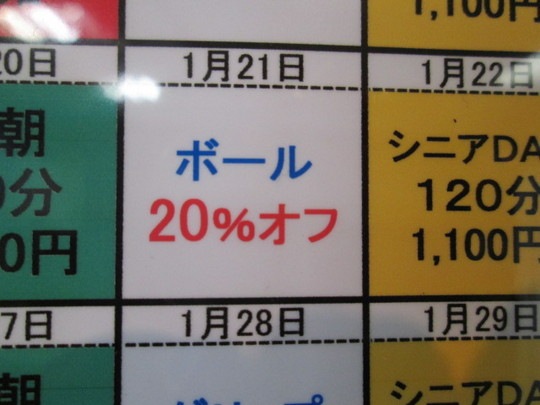 1,100円
20日
1月21日
1月22日
朝
0分
0円
ボール
20%オフ
シニアDA
120分
1,100円
7日
1月28日
1月29日
朝
シニアDA